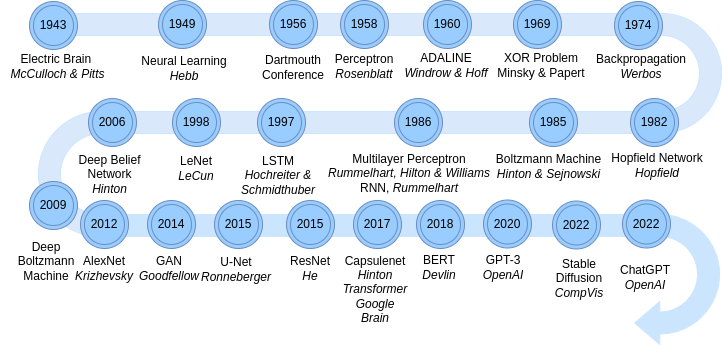 1943
1949
1956
1958
1960
1969
1974
Electric Brain
McCulloch & Pitts
Neural Learning
Hebb
Dartmouth
Conference
Perceptron
Rosenblatt
ADALINE
Windrow & Hoff
XOR Problem
Minsky & Papert
Backpropagation
Werbos
2006
1998
1997
1986
1985
1982
Deep Belief
Network
Hinton
LeNet
LeCun
LSTM
Hochreiter &
Schmidthuber
Multilayer Perceptron
Rummelhart, Hilton & Williams
RNN, Rummelhart
Boltzmann Machine
Hinton & Sejnowski
Hopfield Network
Hopfield
2009
2012
2014
2015
2015
2017
2018
2020
2022
2022
Deep
Boltzmann
Machine
AlexNet
Krizhevsky
GAN
Goodfellow
U-Net
Ronneberger
ResNet
He
Capsulenet
Hinton
Transformer
Google
Brain
BERT
Devlin
GPT-3
OpenAI
Stable
Diffusion
CompVis
ChatGPT
OpenAI